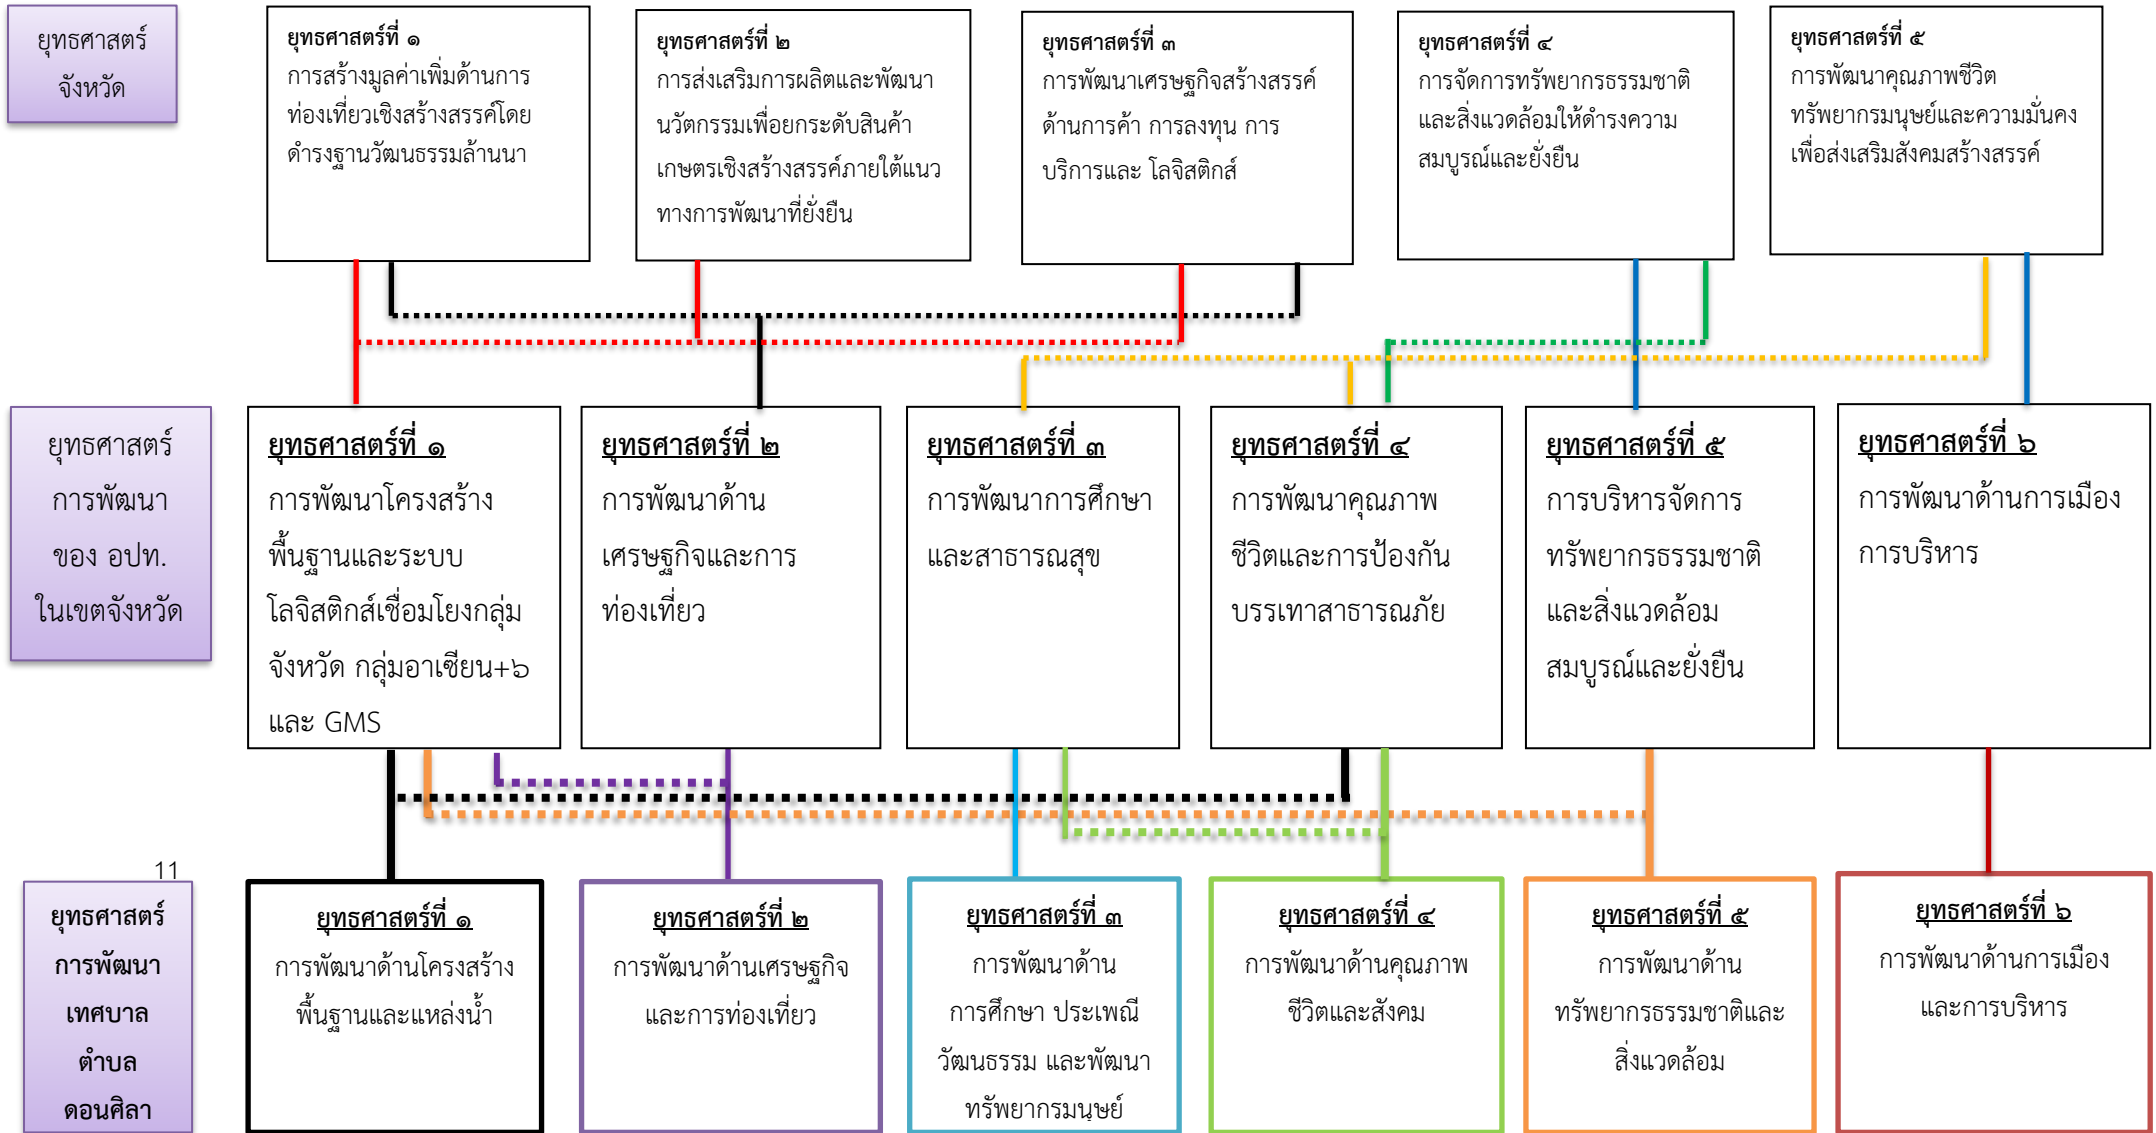 ยุทธศาสตร์
จังหวัด
ยุทธศาสตร์ที่ ๑
การสร้างมูลค่าเพิ่มด้านการ
ท่องเที่ยวเชิงสร้างสรรค์โดย
ดำรงฐานวัฒนธรรมล้านนา
ยุทธศาสตร์ที่ ๒
การส่งเสริมการผลิตและพัฒนา
นวัตกรรมเพื่อยกระดับสินค้า
เกษตรเชิงสร้างสรรค์ภายใต้แนว
ทางการพัฒนาที่ยั่งยืน
ยุทธศาสตร์ที่ ๓
การพัฒนาเศรษฐกิจสร้างสรรค์
ด้านการค้า การลงทุน การ
บริการและ โลจิสติกส์
ยุทธศาสตร์ที่ ๔
การจัดการทรัพยากรธรรมชาติ
และสิ่งแวดล้อมให้ดำรงความ
สมบูรณ์และยั่งยืน
ยุทธศาสตร์ที่ ๕
การพัฒนาคุณภาพชีวิต
ทรัพยากรมนุษย์และความมั่นคง
เพื่อส่งเสริมสังคมสร้างสรรค์
ยุทธศาสตร์
การพัฒนา
ของ อปท.
ในเขตจังหวัด
ยุทธศาสตร์ที่ ๑
การพัฒนาโครงสร้าง
พื้นฐานและระบบ
โลจิสติกส์เชื่อมโยงกลุ่ม
จังหวัด กลุ่มอาเซียน+๖
และ GMS
ยุทธศาสตร์ที่ ๒
การพัฒนาด้าน
เศรษฐกิจและการ
ท่องเที่ยว
ยุทธศาสตร์ที่ ๓
การพัฒนาการศึกษา
และสาธารณสุข
ยุทธศาสตร์ที่ ๔
การพัฒนาคุณภาพ
ชีวิตและการป้องกัน
บรรเทาสาธารณภัย
ยุทธศาสตร์ที่ ๕
การบริหารจัดการ
ทรัพยากรธรรมชาติ
และสิ่งแวดล้อม
สมบูรณ์และยั่งยืน
ยุทธศาสตร์ที่ ๖
การพัฒนาด้านการเมือง
การบริหาร
11
ยุทธศาสตร์
การพัฒนา
เทศบาล
ตำบล
ดอนศิลา
ยุทธศาสตร์ที่ ๑
การพัฒนาด้านโครงสร้าง
พื้นฐานและแหล่งน้ำ
ยุทธศาสตร์ที่ ๒
การพัฒนาด้านเศรษฐกิจ
และการท่องเที่ยว
ยุทธศาสตร์ที่ ๓
การพัฒนาด้าน
การศึกษา ประเพณี
วัฒนธรรม และพัฒนา
ทรัพยากรมนุษย์
ยุทธศาสตร์ที่ ๔
การพัฒนาด้านคุณภาพ
ชีวิตและสังคม
ยุทธศาสตร์ที่ ๕
การพัฒนาด้าน
ทรัพยากรธรรมชาติและ
สิ่งแวดล้อม
ยุทธศาสตร์ที่ ๖
การพัฒนาด้านการเมือง
และการบริหาร